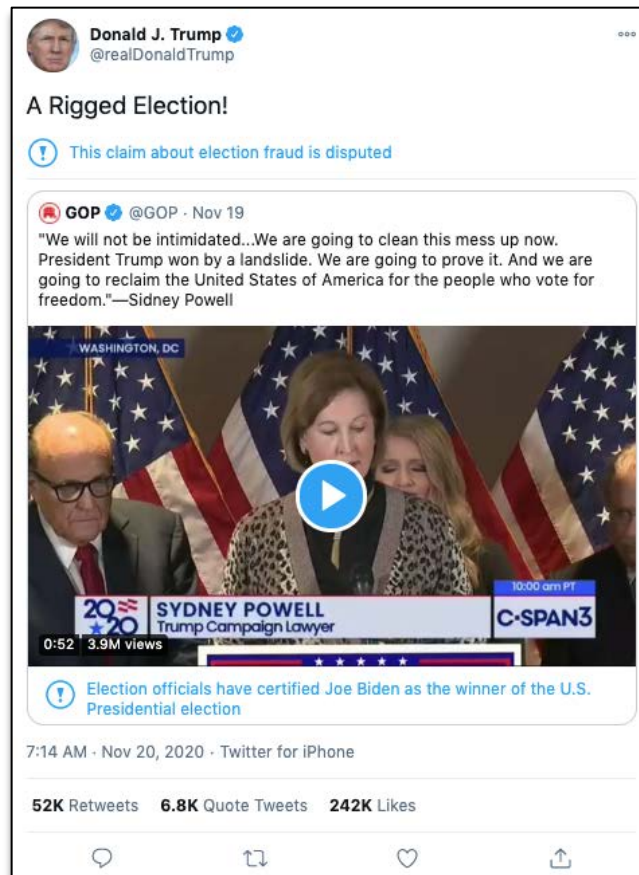 Donald J. Trump
@realDonaldTrump
A Rigged Election!
This claim about election fraud is disputed
GOP @GOP · Nov 19
"We will not be intimidated...We are going to clean this mess up now.
President Trump won by a landslide. We are going to prove it. And we are
going to reclaim the United States of America for the people who vote for
freedom."—Sidney Powell
WASHINGTON, DC
10:00 am PT
2020
SYDNEY POWELL
Trump Campaign Lawyer
C-SPAN3
0:52 3.9M views
Election officials have certified Joe Biden as the winner of the U.S.
Presidential election
7:14 AM · Nov 20, 2020 · Twitter for iPhone
52K Retweets 6.8K Quote Tweets 242K Likes